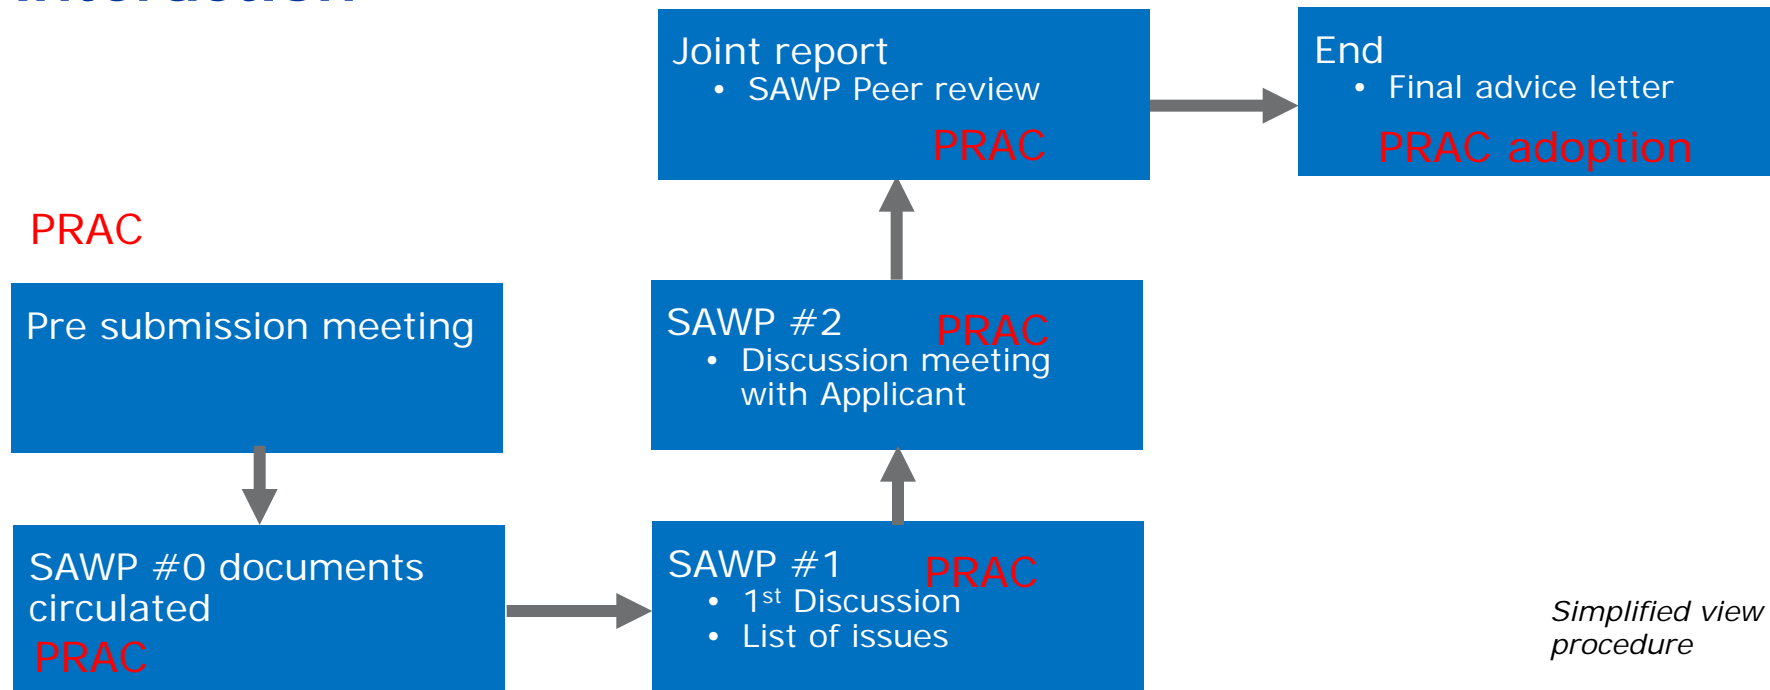 PRAC
Pre submission meeting
SAWP #0 documents
circulated
PRAC
SAWP #1
PRAC
• 1st Discussion
• List of issues
SAWP #2
PRAC
• Discussion meeting
with Applicant
Joint report
• SAWP Peer review
PRAC
End
• Final advice letter
PRAC adoption
Simplified view
procedure